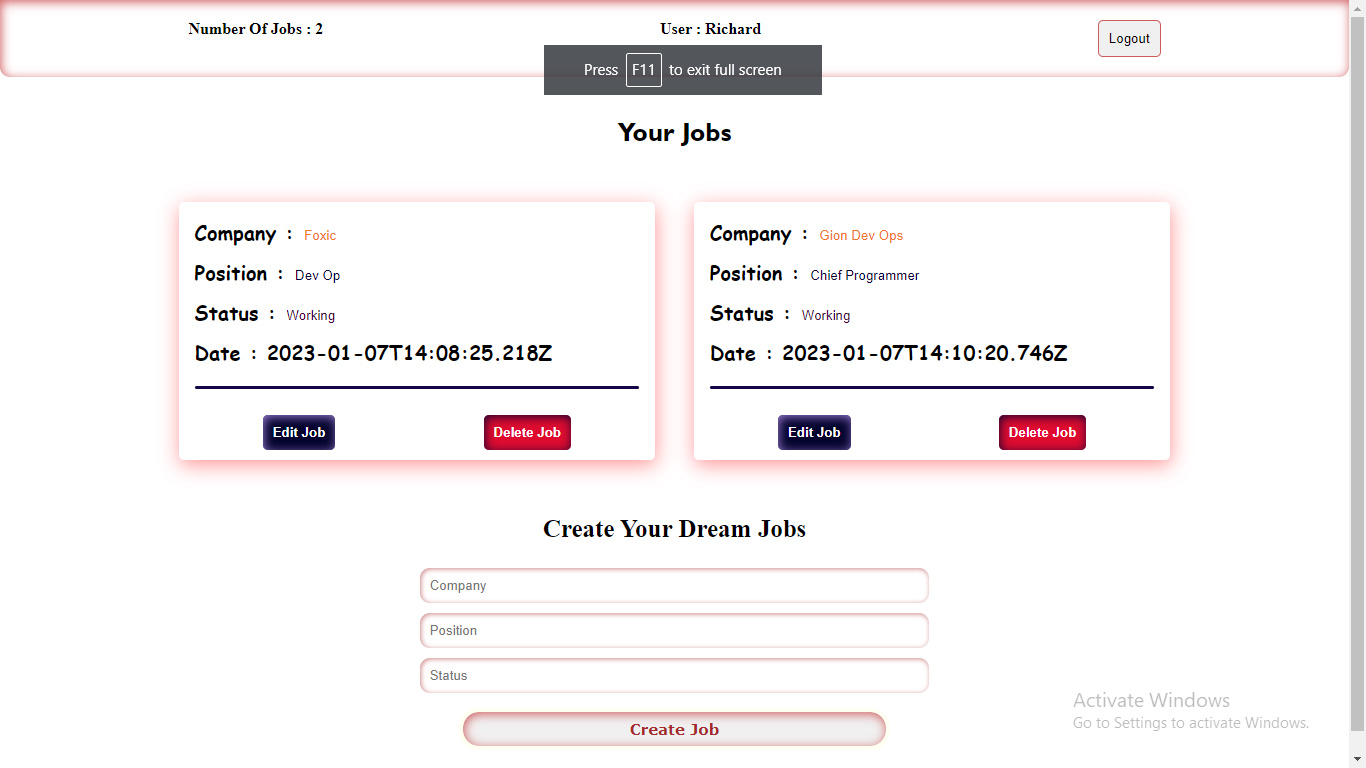 Number Of Jobs : 2
User : Richard
Logout
Press F11 to exit full screen
Your Jobs
Company : Foxic
Position : Dev Op
Status : Working
Date : 2023-01-07T14:08:25.218Z
Edit Job
Delete Job
Company : Gion Dev Ops
Position : Chief Programmer
Status : Working
Date : 2023-01-07T14:10:20.746Z
Edit Job
Delete Job
Create Your Dream Jobs
Company
Position
Status
Create Job
Activate Windows
Go to Settings to activate Windows.